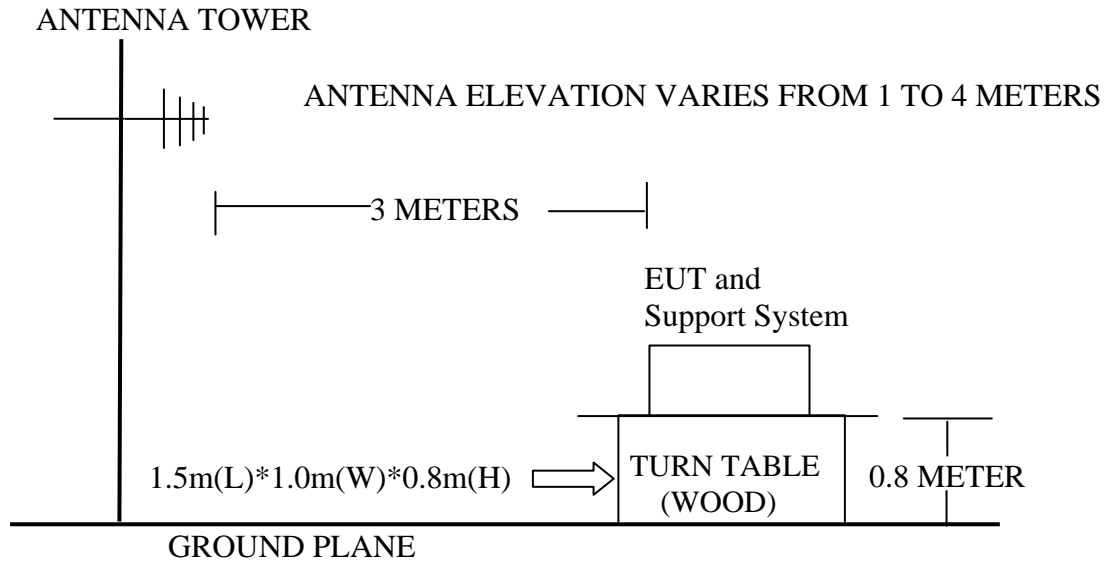 ANTENNA TOWER
ANTENNA ELEVATION VARIES FROM 1 TO 4 METERS
3 METERS
EUT and
Support System
1.5m(L)*1.0m(W)*0.8m(H)
TURN TABLE
(WOOD)
0.8 METER
GROUND PLANE